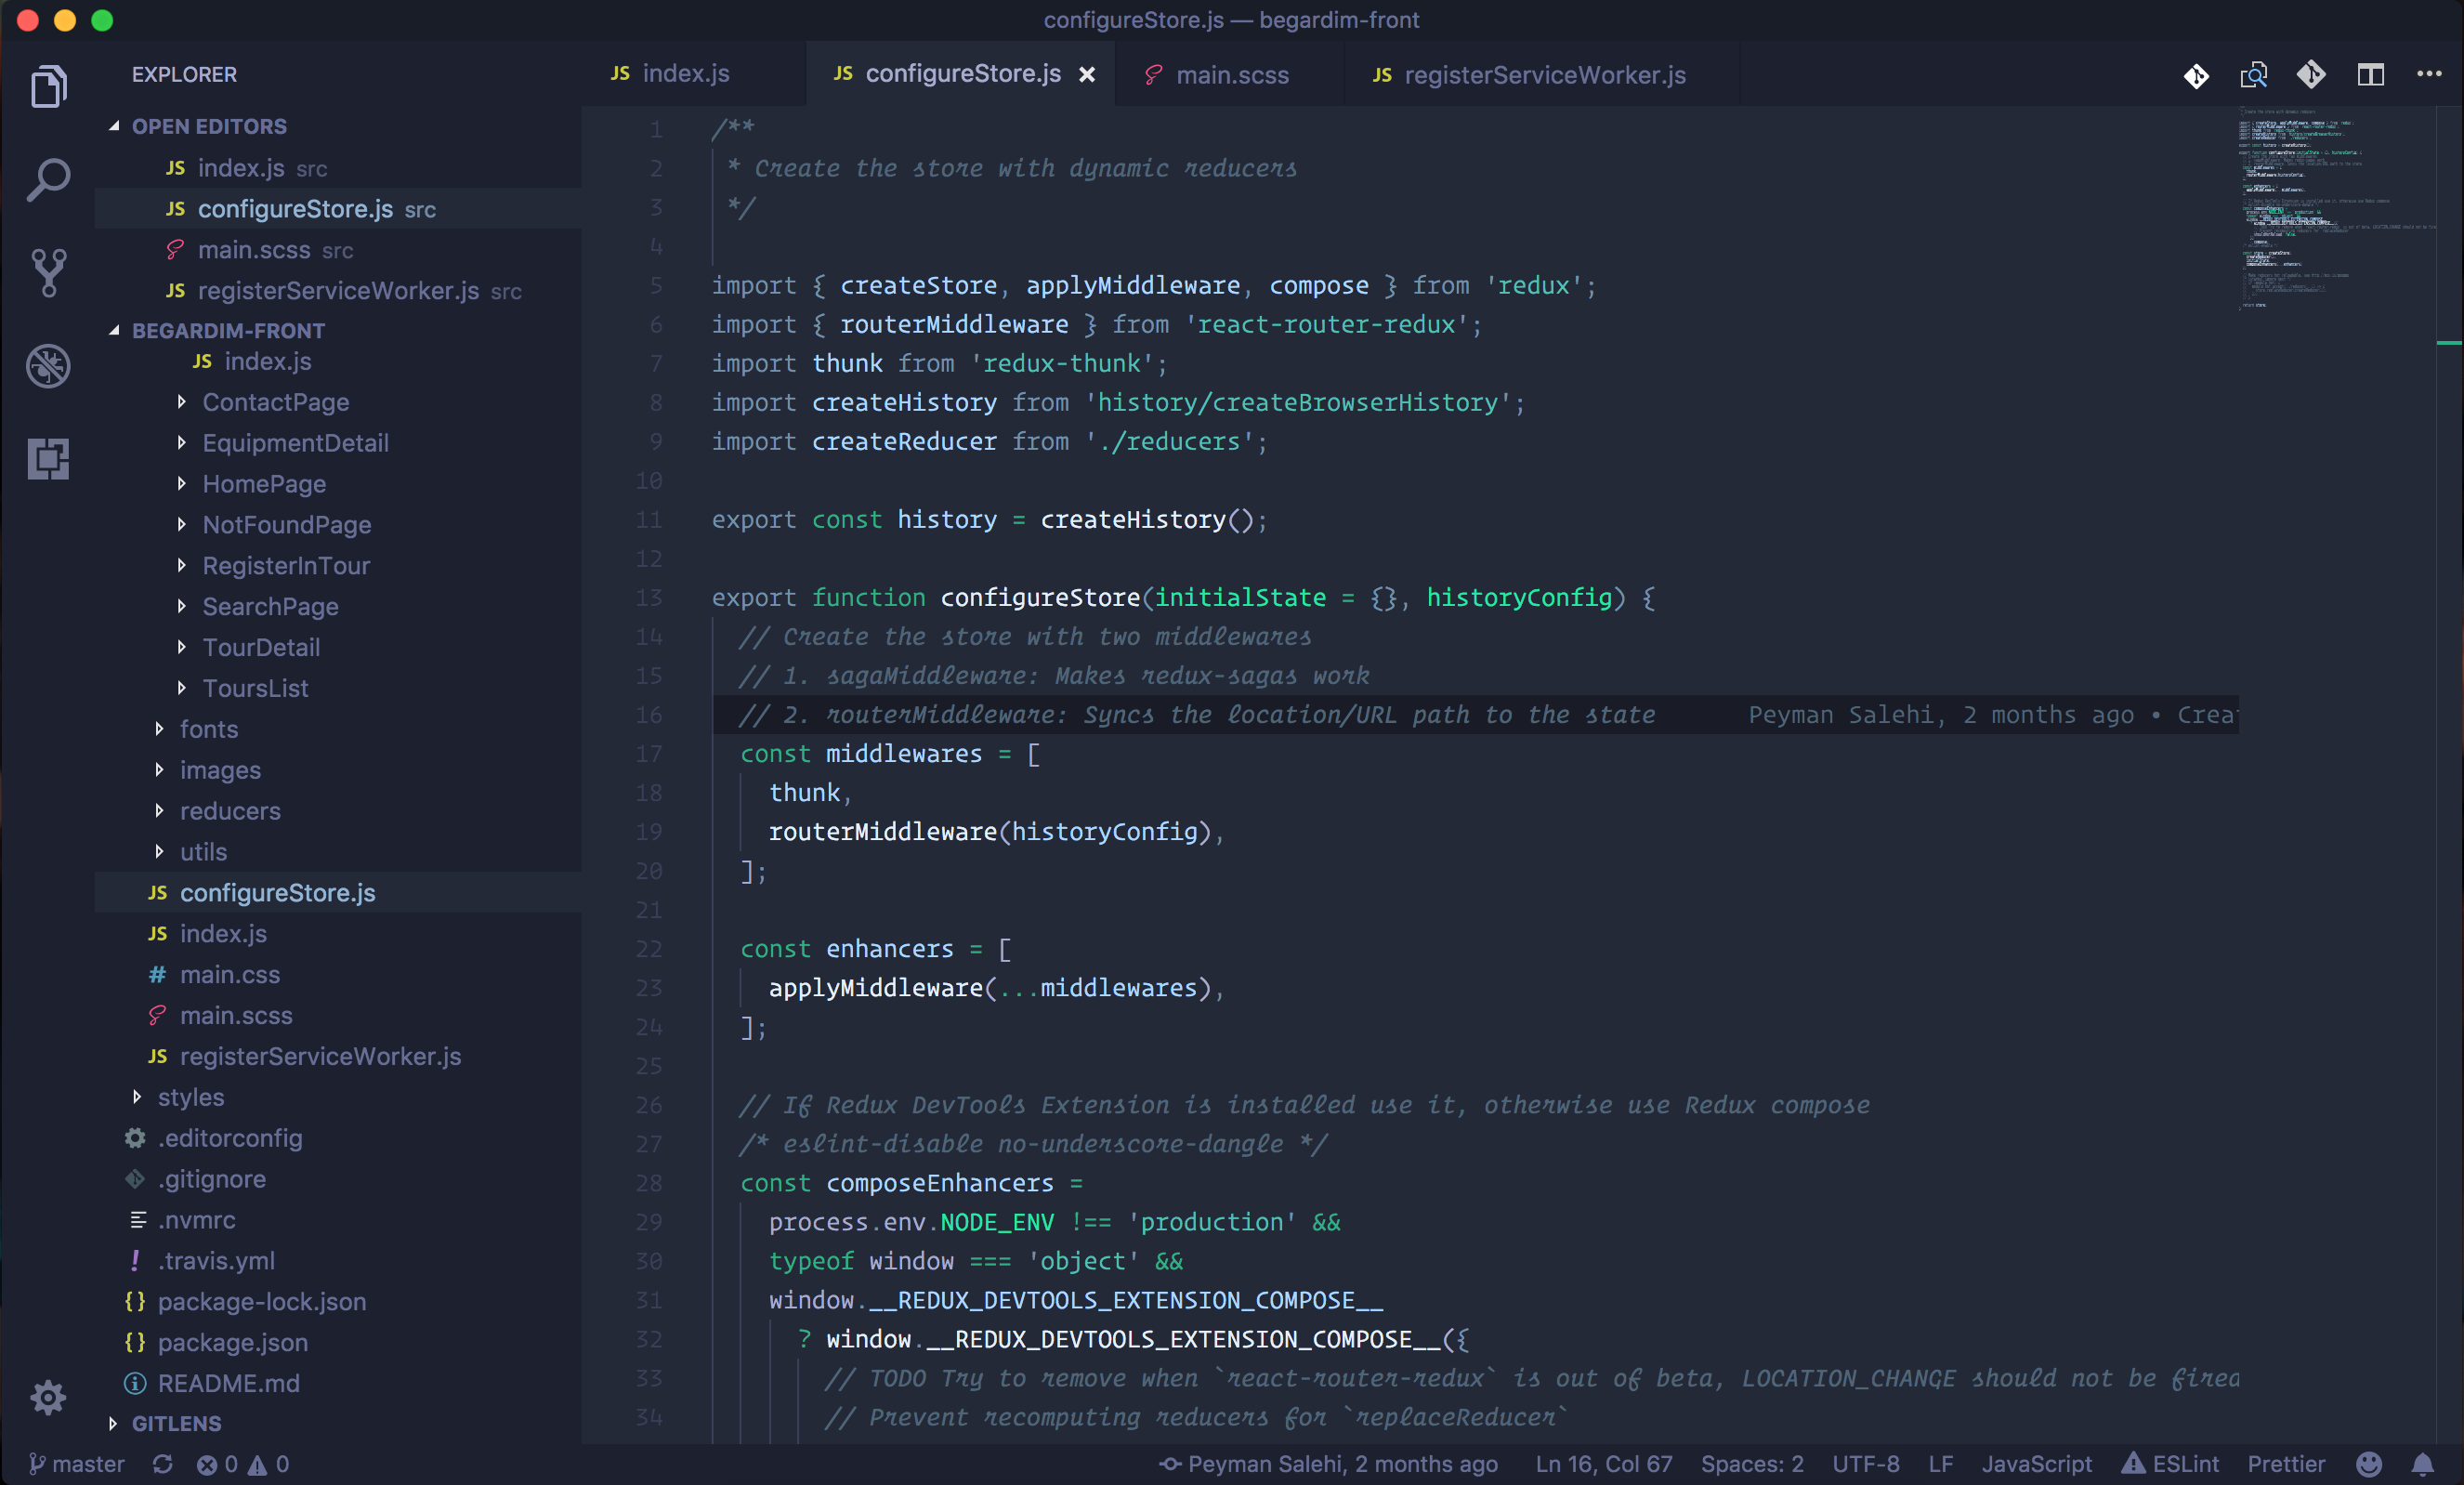 configureStore.js — begardim-front
EXPLORER
OPEN EDITORS
JS index.js src
JS configureStore.js src
main.scss src
JS registerServiceWorker.js src
BEGARDIM-FRONT
JS index.js
ContactPage
EquipmentDetail
HomePage
NotFoundPage
RegisterInTour
SearchPage
TourDetail
ToursList
fonts
images
reducers
utils
JS configureStore.js
JS index.js
# main.css
main.scss
JS registerServiceWorker.js
styles
.editorconfig
.gitignore
.nvmrc
! .travis.yml
{} package-lock.json
{} package.json
README.md
GITLENS
JS index.js
JS configureStore.js ×
main.scss
JS registerServiceWorker.js
1 /**
2 * Create the store with dynamic reducers
3 */
4
5 import { createStore, applyMiddleware, compose } from 'redux';
6 import { routerMiddleware } from 'react-router-redux';
7 import thunk from 'redux-thunk';
8 import createHistory from 'history/createBrowserHistory';
9 import createReducer from './reducers';
10
11 export const history = createHistory();
12
13 export function configureStore(initialState = {}, historyConfig) {
14 // Create the store with two middlewares
15 // 1. sagaMiddleware: Makes redux-sagas work
16 // 2. routerMiddleware: Syncs the location/URL path to the state Peyman Salehi, 2 months ago • Crea
17 const middlewares = [
18 thunk,
19 routerMiddleware(historyConfig),
20 ];
21
22 const enhancers = [
23 applyMiddleware(...middlewares),
24 ];
25
26 // If Redux DevTools Extension is installed use it, otherwise use Redux compose
27 /* eslint-disable no-underscore-dangle */
28 const composeEnhancers =
29 process.env.NODE_ENV !== 'production' &&
30 typeof window === 'object' &&
31 window.__REDUX_DEVTOOLS_EXTENSION_COMPOSE__
32 ? window.__REDUX_DEVTOOLS_EXTENSION_COMPOSE__({
33 // TODO Try to remove when `react-router-redux` is out of beta, LOCATION_CHANGE should not be fired
34 // Prevent recomputing reducers for `replaceReducer`
master 0 0
Peyman Salehi, 2 months ago Ln 16, Col 67 Spaces: 2 UTF-8 LF JavaScript ESLint Prettier